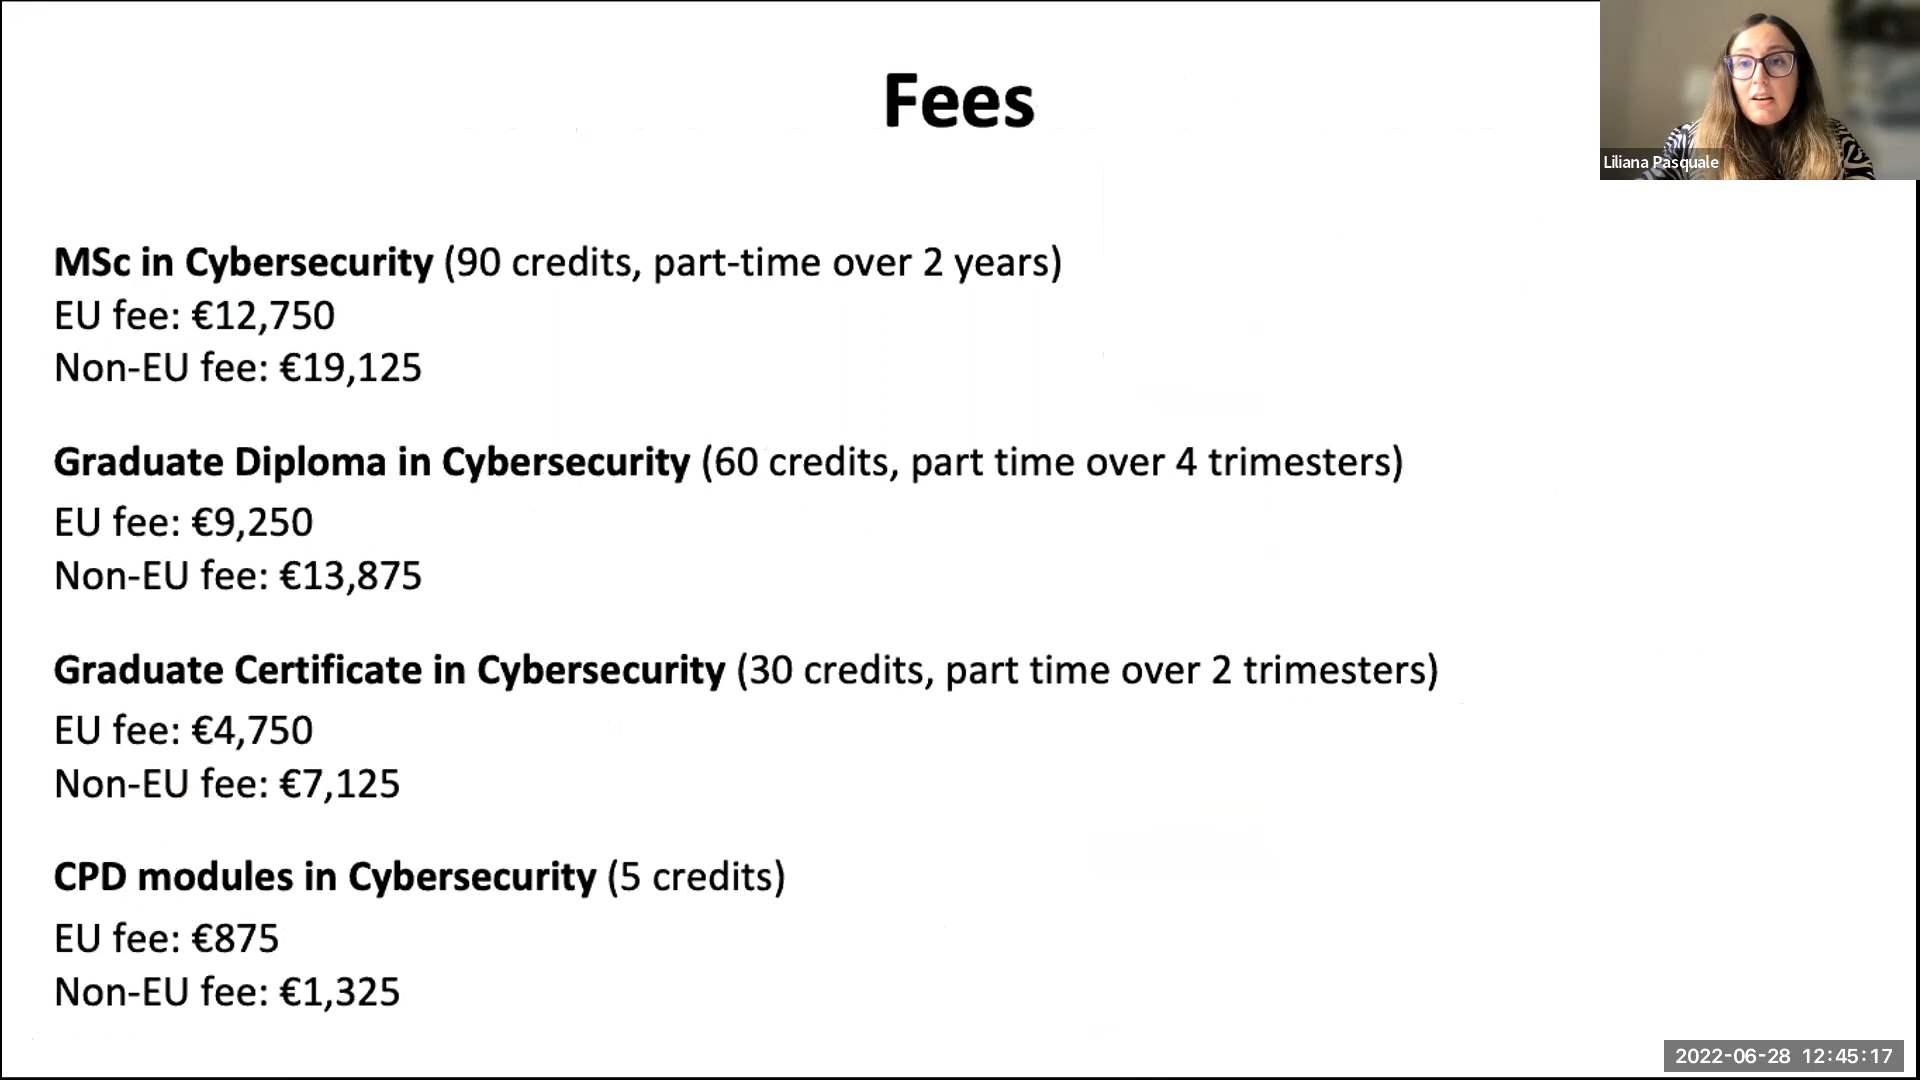 Fees
Liliana Pasquale
MSc in Cybersecurity (90 credits, part-time over 2 years)
EU fee: €12,750
Non-EU fee: €19,125
Graduate Diploma in Cybersecurity (60 credits, part time over 4 trimesters)
EU fee: €9,250
Non-EU fee: €13,875
Graduate Certificate in Cybersecurity (30 credits, part time over 2 trimesters)
EU fee: €4,750
Non-EU fee: €7,125
CPD modules in Cybersecurity (5 credits)
EU fee: €875
Non-EU fee: €1,325
2022-06-28 12:45:17